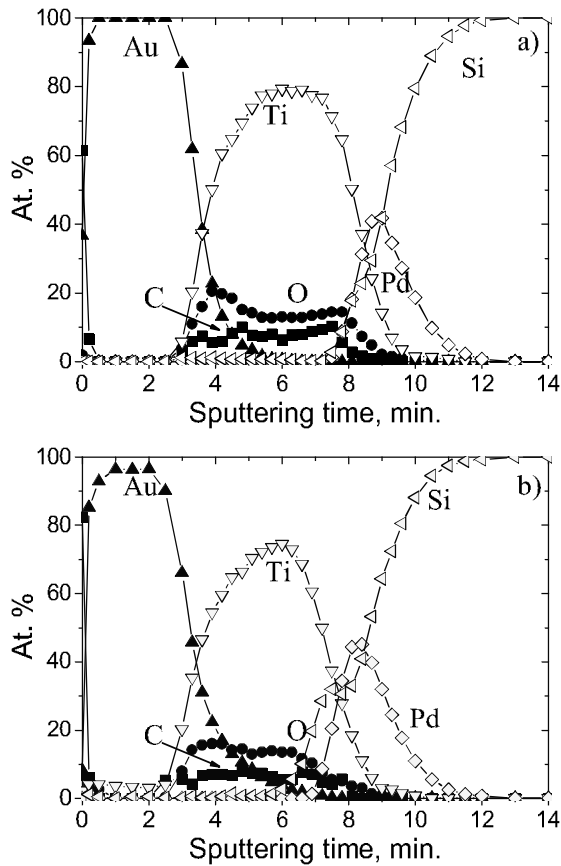 100
80
60
40
20
0
At. %
Au
Ti
Si
a)
C
O
Pd
0 2 4 6 8 10 12 14
Sputtering time, min.
100
80
60
40
20
0
At. %
Au
Ti
Si
b)
C
O
Pd
0 2 4 6 8 10 12 14
Sputtering time, min.